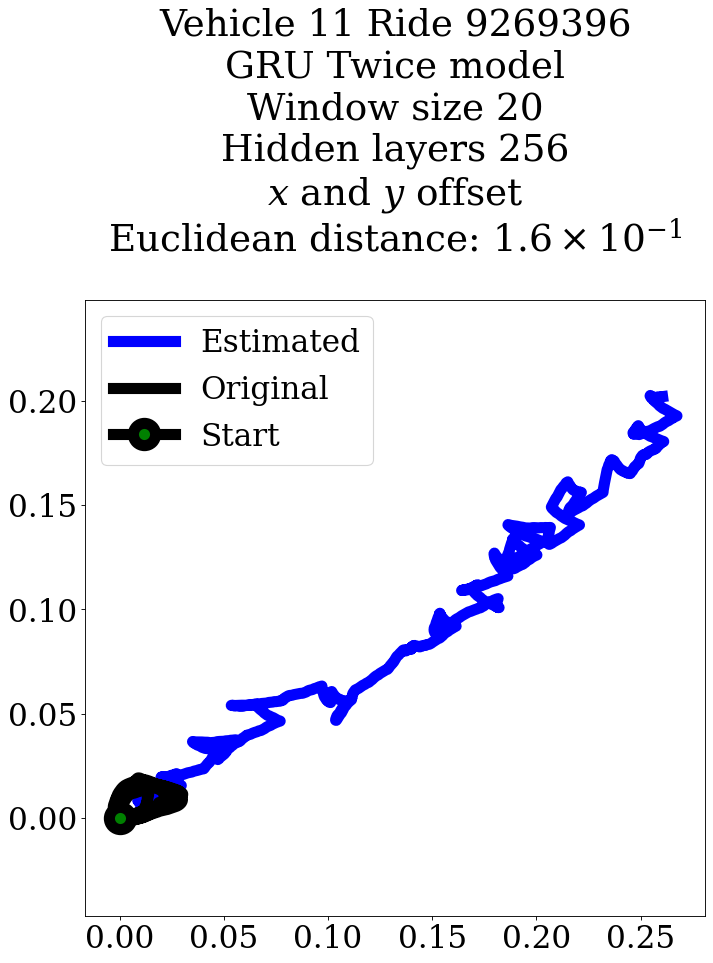 Vehicle 11 Ride 9269396
GRU Twice model
Window size 20
Hidden layers 256
x and y offset
Euclidean distance: 1.6 × 10⁻¹
Estimated
Original
Start
0.20
0.15
0.10
0.05
0.00
0.00 0.05 0.10 0.15 0.20 0.25